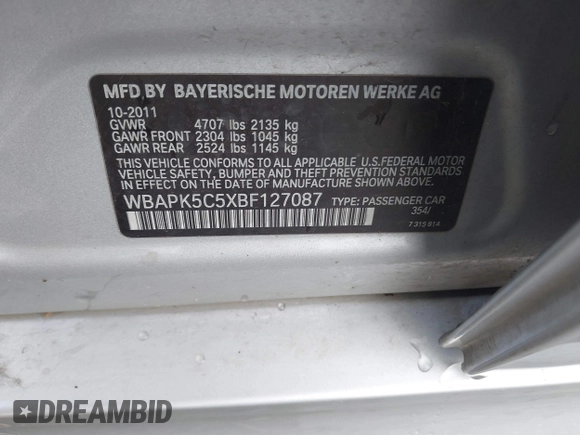 MFD.BY BAYERISCHE MOTOREN WERKE AG
10-2011
GVWR 4707 lbs 2135 kg
GAWR FRONT 2304 lbs 1045 kg
GAWR REAR 2524 lbs 1145 kg
THIS VEHICLE CONFORMS TO ALL APPLICABLE U.S.FEDERAL MOTOR
VEHICLE SAFETY, BUMPER, AND THEFT PREVENTION STANDARDS
IN EFFECT ON THE DATE OF MANUFACTURE SHOWN ABOVE.
WBAPK5C5XBF127087 TYPE: PASSENGER CAR
354/
7 315 814
DREAMBID